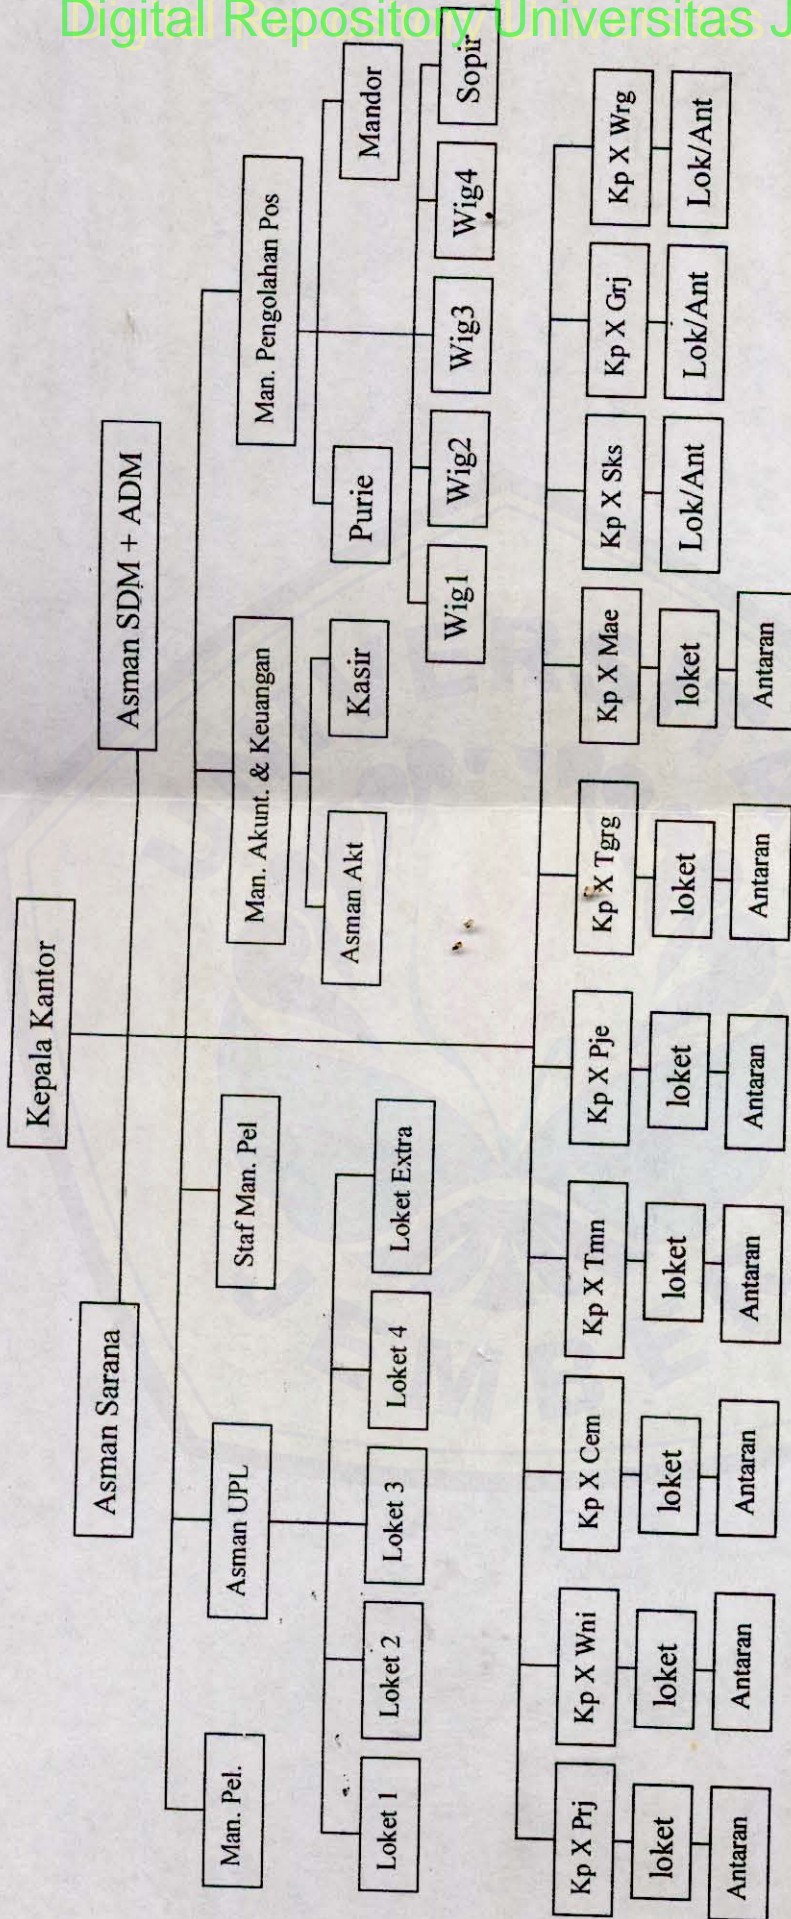 Digital Repository Universitas J
Kepala Kantor
Asman Sarana
Asman SDM + ADM
Man. Pel.
Asman UPL
Staf Man. Pel
Man. Akunt. & Keuangan
Man. Pengolahan Pos
Loket 1
Loket 2
Loket 3
Loket 4
Loket Extra
Asman Akt
Kasir
Purie
Mandor
Wig1
Wig2
Wig3
Wig4
Sopir
Kp X Prj
Kp X Wni
Kp X Cem
Kp X Tmn
Kp X Pje
Kp X Tgrg
Kp X Mae
Kp X Sks
Kp X Grj
Kp X Wrg
loket
loket
loket
loket
loket
loket
loket
Lok/Ant
Lok/Ant
Lok/Ant
Antaran
Antaran
Antaran
Antaran
Antaran
Antaran
Antaran